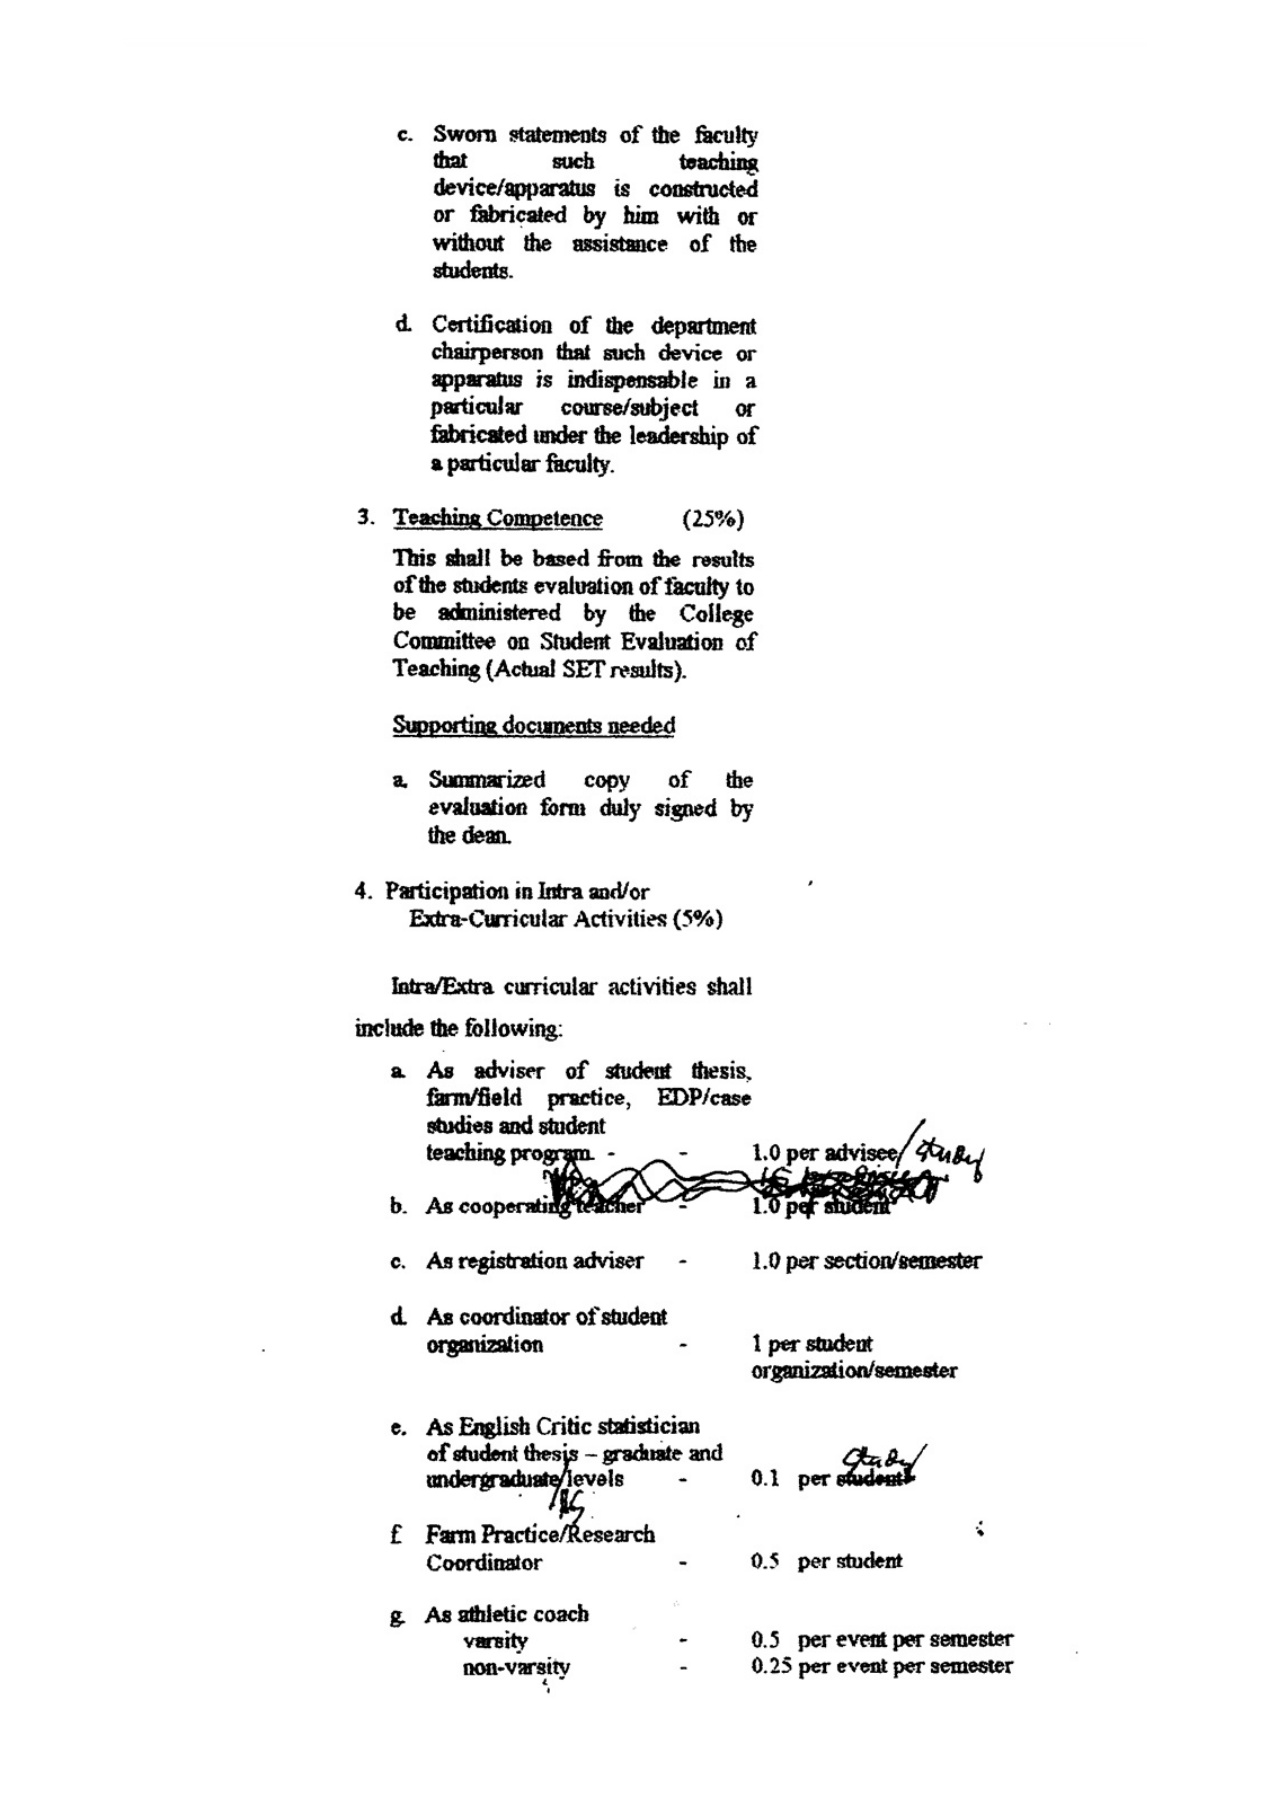 c. Sworn statements of the faculty
that such teaching
device/apparatus is constructed
or fabricated by him with or
without the assistance of the
students.
d. Certification of the department
chairperson that such device or
apparatus is indispensable in a
particular course/subject or
fabricated under the leadership of
a particular faculty.
3. Teaching Competence (25%)
This shall be based from the results
of the students evaluation of faculty to
be administered by the College
Committee on Student Evaluation of
Teaching (Actual SET results).
Supporting documents needed
a. Summarized copy of the
evaluation form duly signed by
the dean.
4. Participation in Intra and/or
Extra-Curricular Activities (5%)
Intra/Extra curricular activities shall
include the following:
a. As adviser of student thesis,
farm/field practice, EDP/case
studies and student
teaching program. - - 1.0 per advisee/study
b. As cooperating teacher - 1.0 per student
c. As registration adviser - 1.0 per section/semester
d. As coordinator of student
organization - 1 per student
organization/semester
e. As English Critic statistician
of student thesis – graduate and
study/
undergraduate/levels - 0.1 per student
f. Farm Practice/Research
Coordinator - 0.5 per student
g. As athletic coach
varsity - 0.5 per event per semester
non-varsity - 0.25 per event per semester